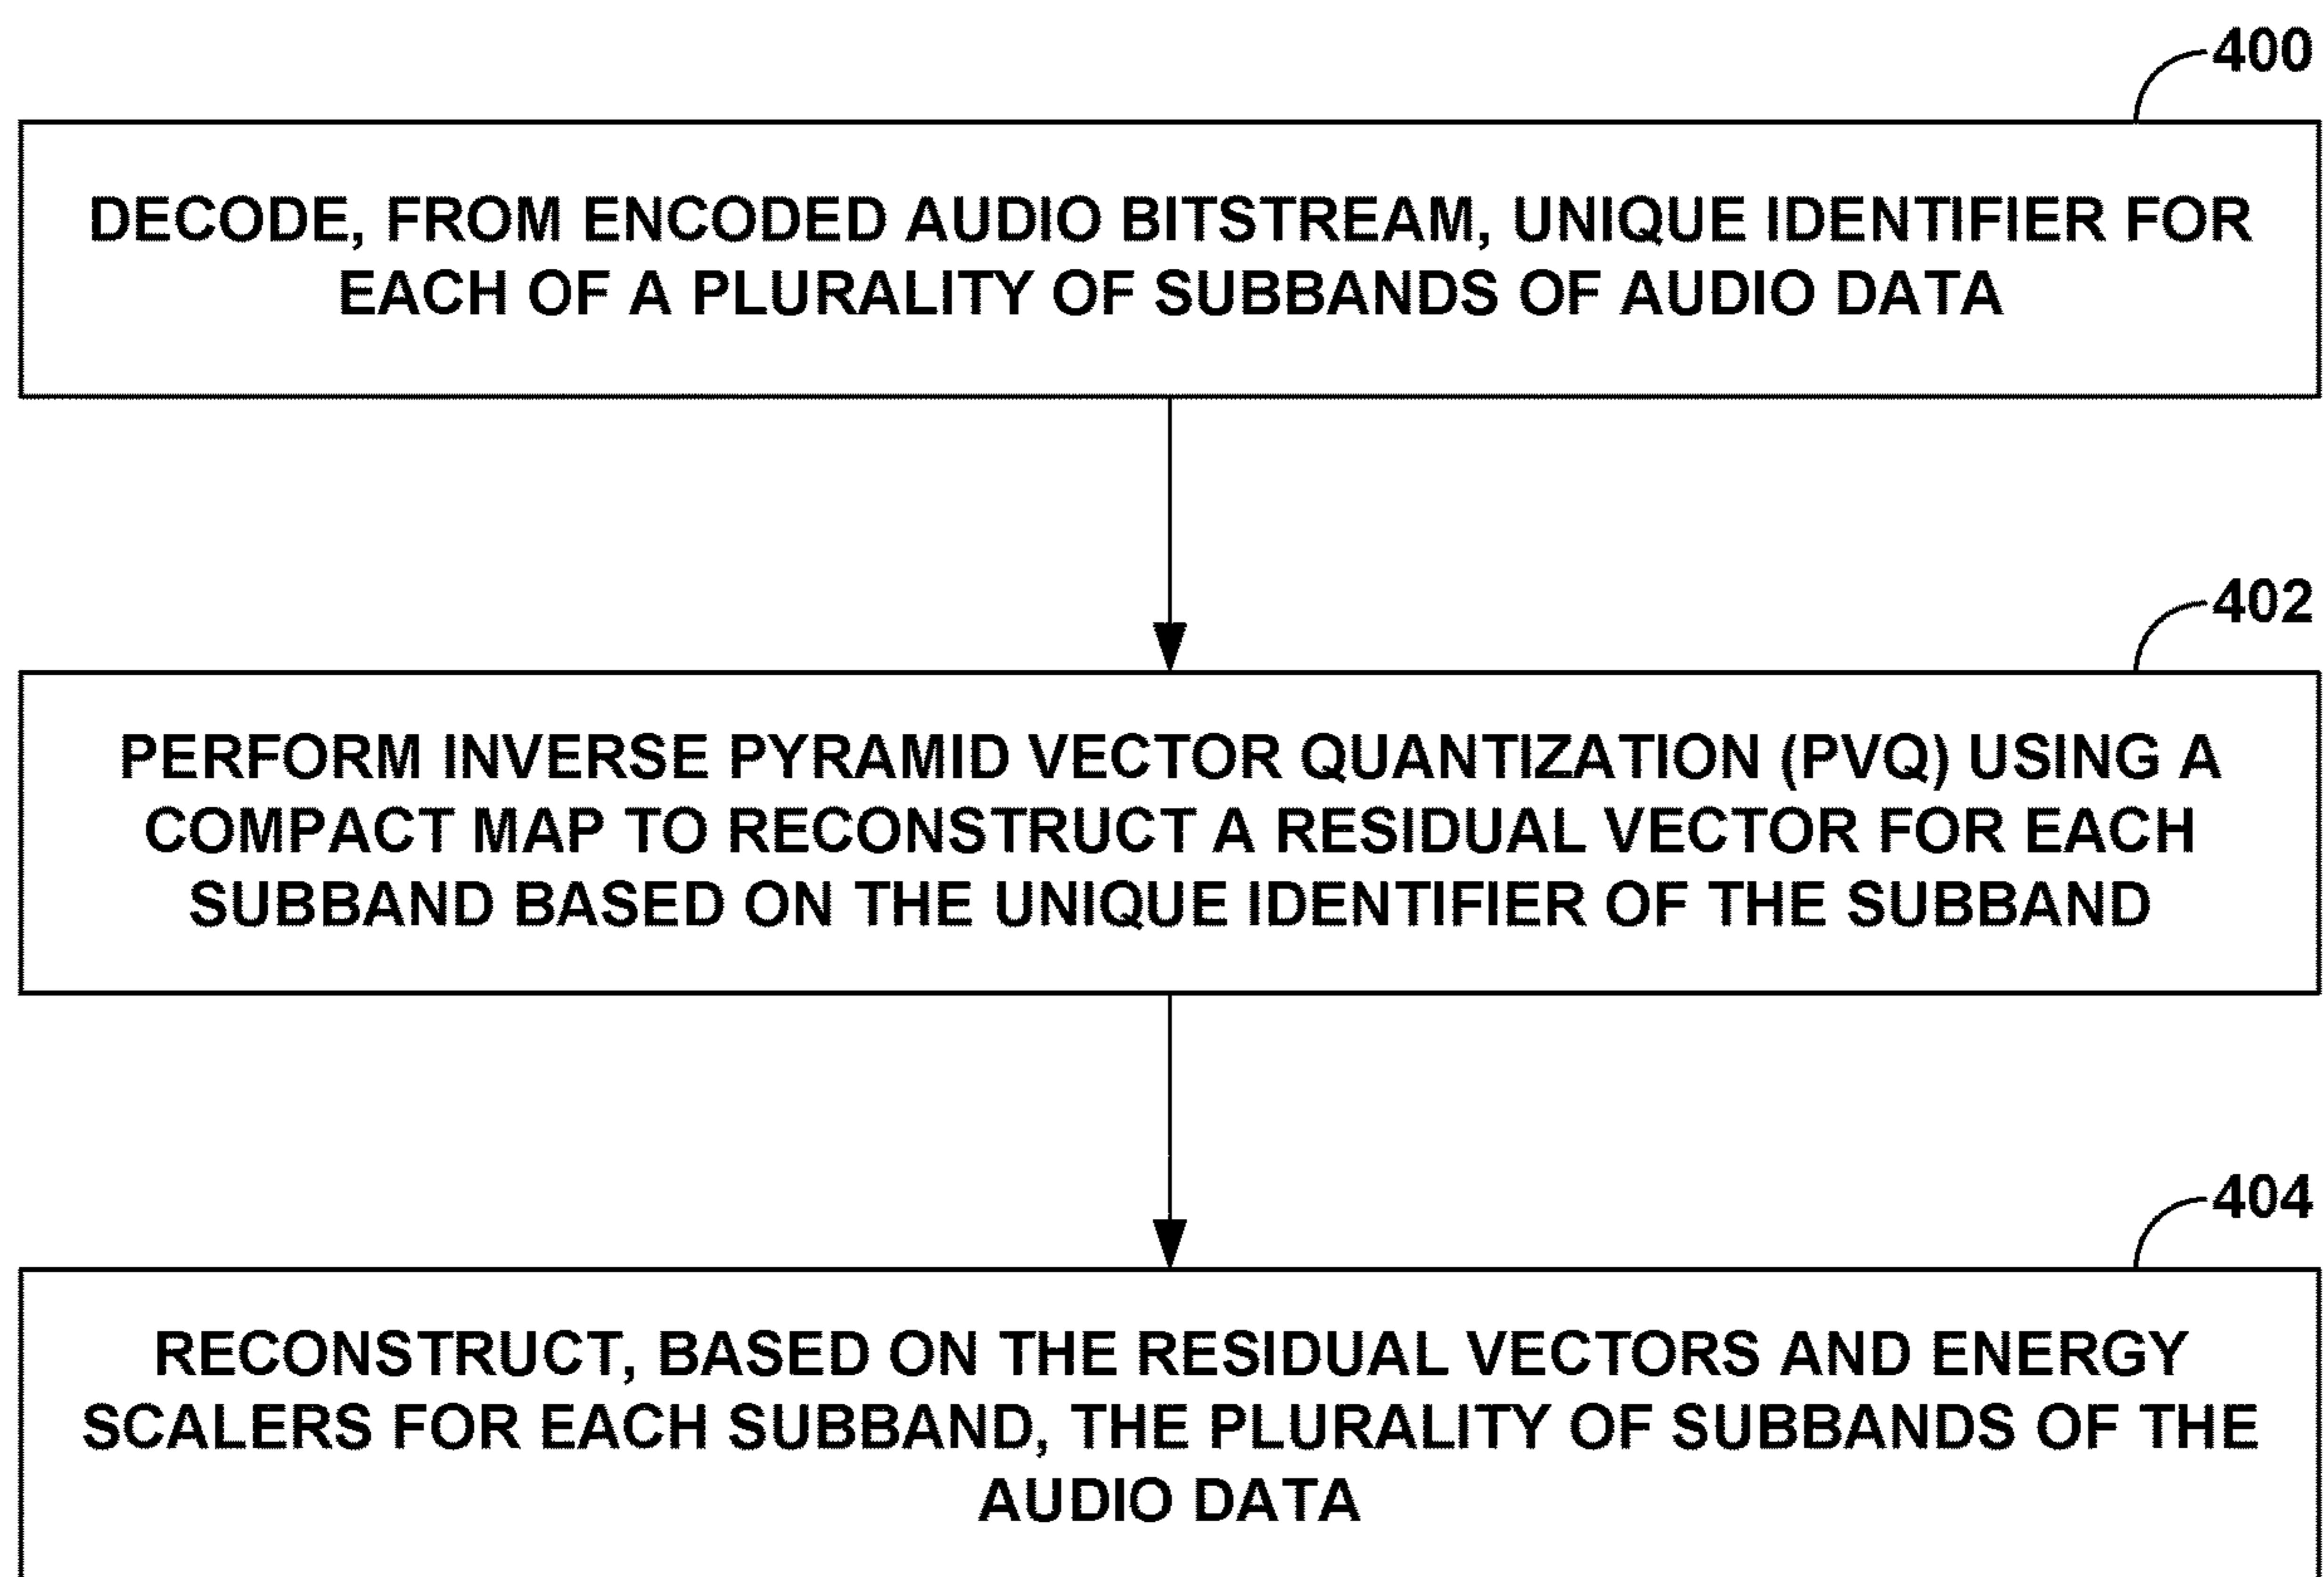 400
DECODE, FROM ENCODED AUDIO BITSTREAM, UNIQUE IDENTIFIER FOR
EACH OF A PLURALITY OF SUBBANDS OF AUDIO DATA
402
PERFORM INVERSE PYRAMID VECTOR QUANTIZATION (PVQ) USING A
COMPACT MAP TO RECONSTRUCT A RESIDUAL VECTOR FOR EACH
SUBBAND BASED ON THE UNIQUE IDENTIFIER OF THE SUBBAND
404
RECONSTRUCT, BASED ON THE RESIDUAL VECTORS AND ENERGY
SCALERS FOR EACH SUBBAND, THE PLURALITY OF SUBBANDS OF THE
AUDIO DATA